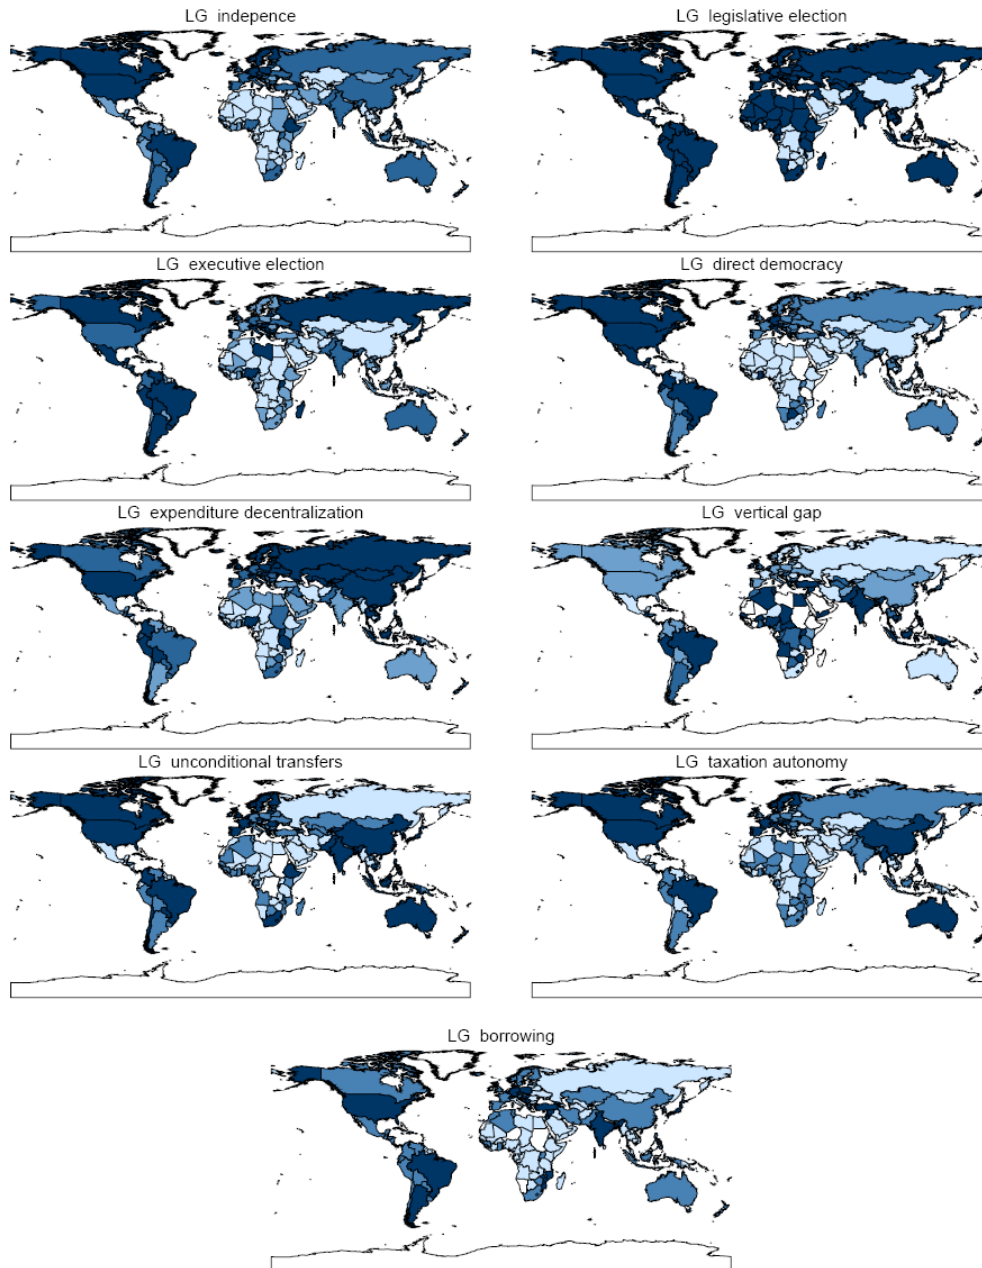 LG indepence
LG legislative election
LG executive election
LG direct democracy
LG expenditure decentralization
LG vertical gap
LG unconditional transfers
LG taxation autonomy
LG borrowing